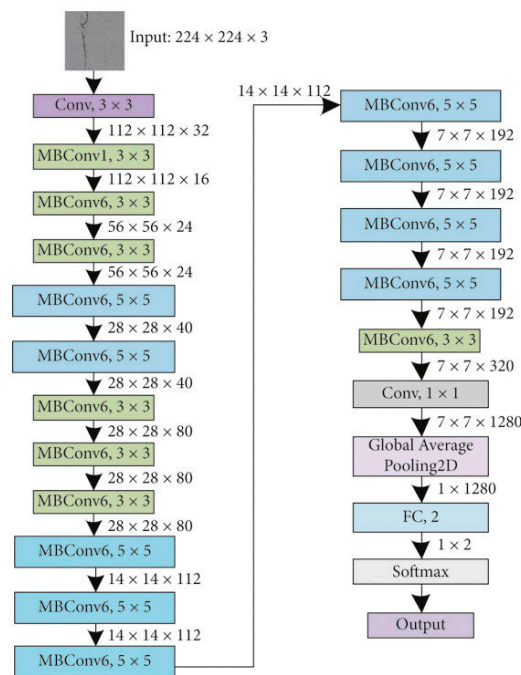 Input: 224 × 224 × 3
Conv, 3 × 3
112 × 112 × 32
MBConv1, 3 × 3
112 × 112 × 16
MBConv6, 3 × 3
56 × 56 × 24
MBConv6, 3 × 3
56 × 56 × 24
MBConv6, 5 × 5
28 × 28 × 40
MBConv6, 5 × 5
28 × 28 × 40
MBConv6, 3 × 3
28 × 28 × 80
MBConv6, 3 × 3
28 × 28 × 80
MBConv6, 3 × 3
28 × 28 × 80
MBConv6, 5 × 5
14 × 14 × 112
MBConv6, 5 × 5
14 × 14 × 112
MBConv6, 5 × 5
14 × 14 × 112
MBConv6, 5 × 5
7 × 7 × 192
MBConv6, 5 × 5
7 × 7 × 192
MBConv6, 5 × 5
7 × 7 × 192
MBConv6, 5 × 5
7 × 7 × 192
MBConv6, 3 × 3
7 × 7 × 320
Conv, 1 × 1
7 × 7 × 1280
Global Average
Pooling2D
1 × 1280
FC, 2
1 × 2
Softmax
Output